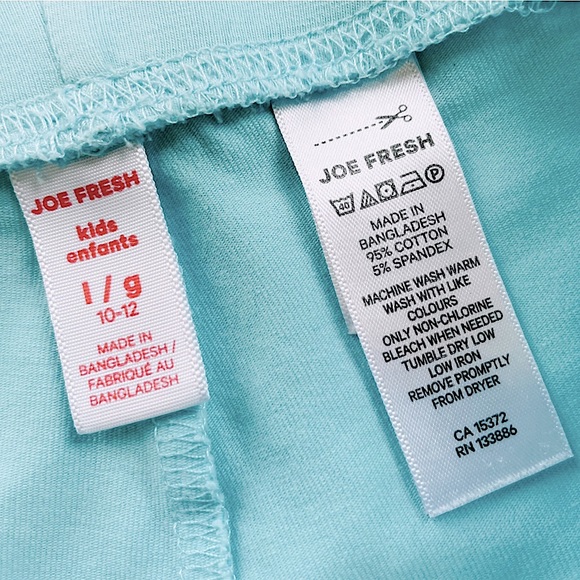 JOE FRESH
kids
enfants
l / g
10-12
MADE IN
BANGLADESH /
FABRIQUÉ AU
BANGLADESH
JOE FRESH
40 P
MADE IN
BANGLADESH
95% COTTON
5% SPANDEX
MACHINE WASH WARM
WASH WITH LIKE
COLOURS
ONLY NON-CHLORINE
BLEACH WHEN NEEDED
TUMBLE DRY LOW
LOW IRON
REMOVE PROMPTLY
FROM DRYER
CA 15372
RN 133886